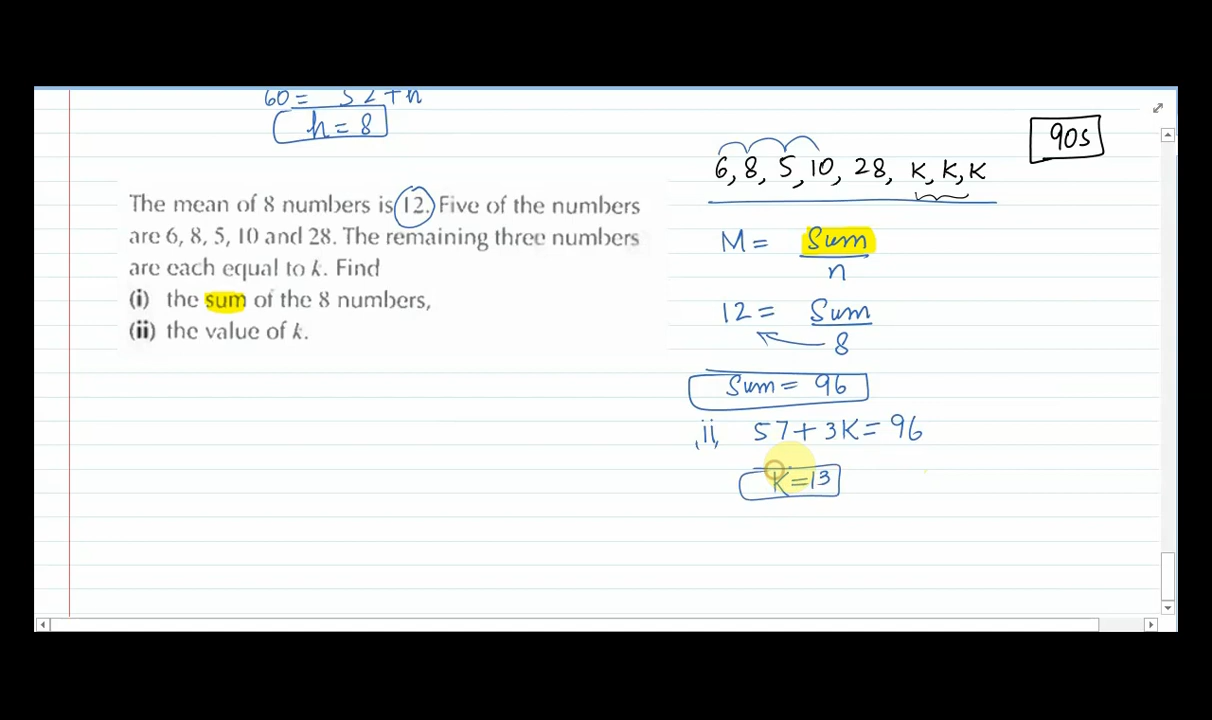 60 = 52 + h
h = 8
90s
6, 8, 5, 10, 28, K, K, K
The mean of 8 numbers is 12. Five of the numbers
are 6, 8, 5, 10 and 28. The remaining three numbers
are each equal to k. Find
(i) the sum of the 8 numbers,
(ii) the value of k.
M = Sum
n
12 = Sum
8
Sum = 96
ii, 57 + 3K = 96
K = 13